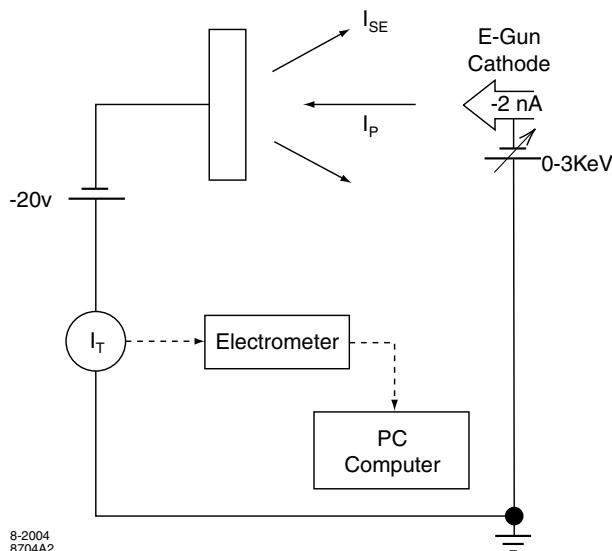 I_SE
E-Gun
Cathode
-2 nA
I_P
0-3KeV
-20v
I_T
Electrometer
PC
Computer
8-2004
8704A2